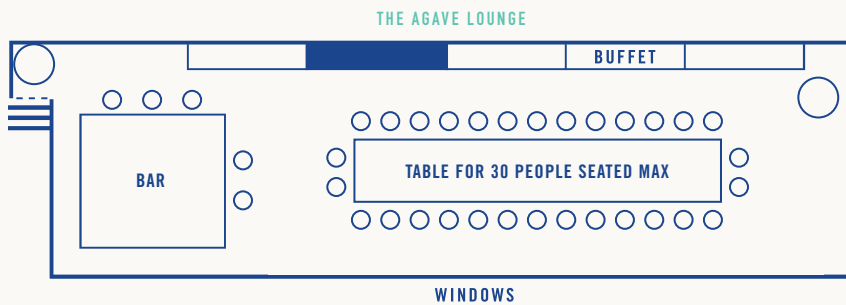 THE AGAVE LOUNGE
BUFFET
BAR
TABLE FOR 30 PEOPLE SEATED MAX
WINDOWS